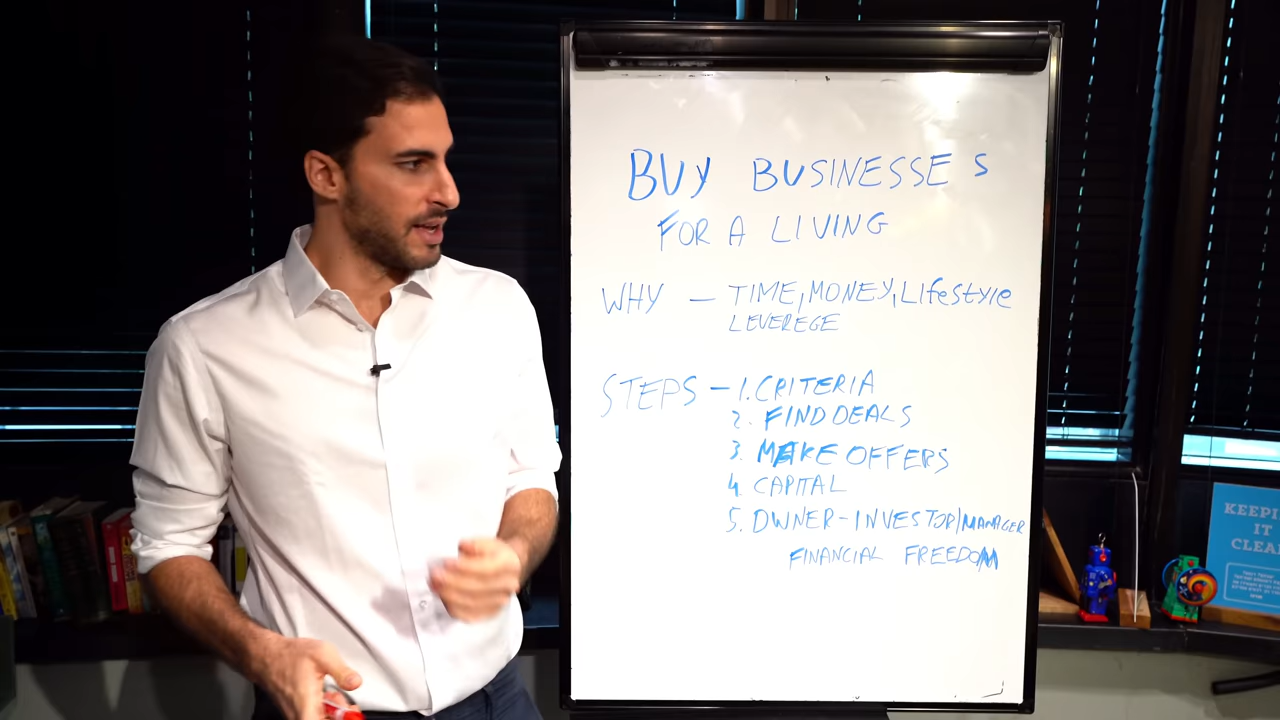 BUY BUSINESSES
FOR A LIVING
WHY – TIME, MONEY, Lifestyle
LEVEREGE
STEPS – 1. CRITERIA
2. FIND DEALS
3. MAKE OFFERS
4. CAPITAL
5. OWNER-INVESTOR/MANAGER
FINANCIAL FREEDOM
KEEPI
IT
CLEA